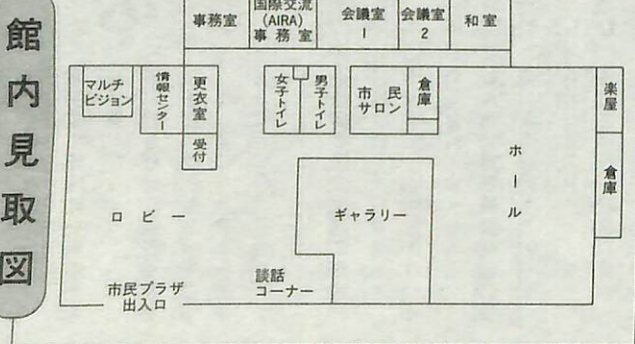 館内見取図
事務室
国際交流
(AIRA)
事務室
会議室
1
会議室
2
和室
マルチ
ビジョン
情報センター
更衣室
受付
女子トイレ
男子トイレ
市民
サロン
倉庫
ホール
楽屋
倉庫
ロビー
ギャラリー
談話
コーナー
市民プラザ
出入口